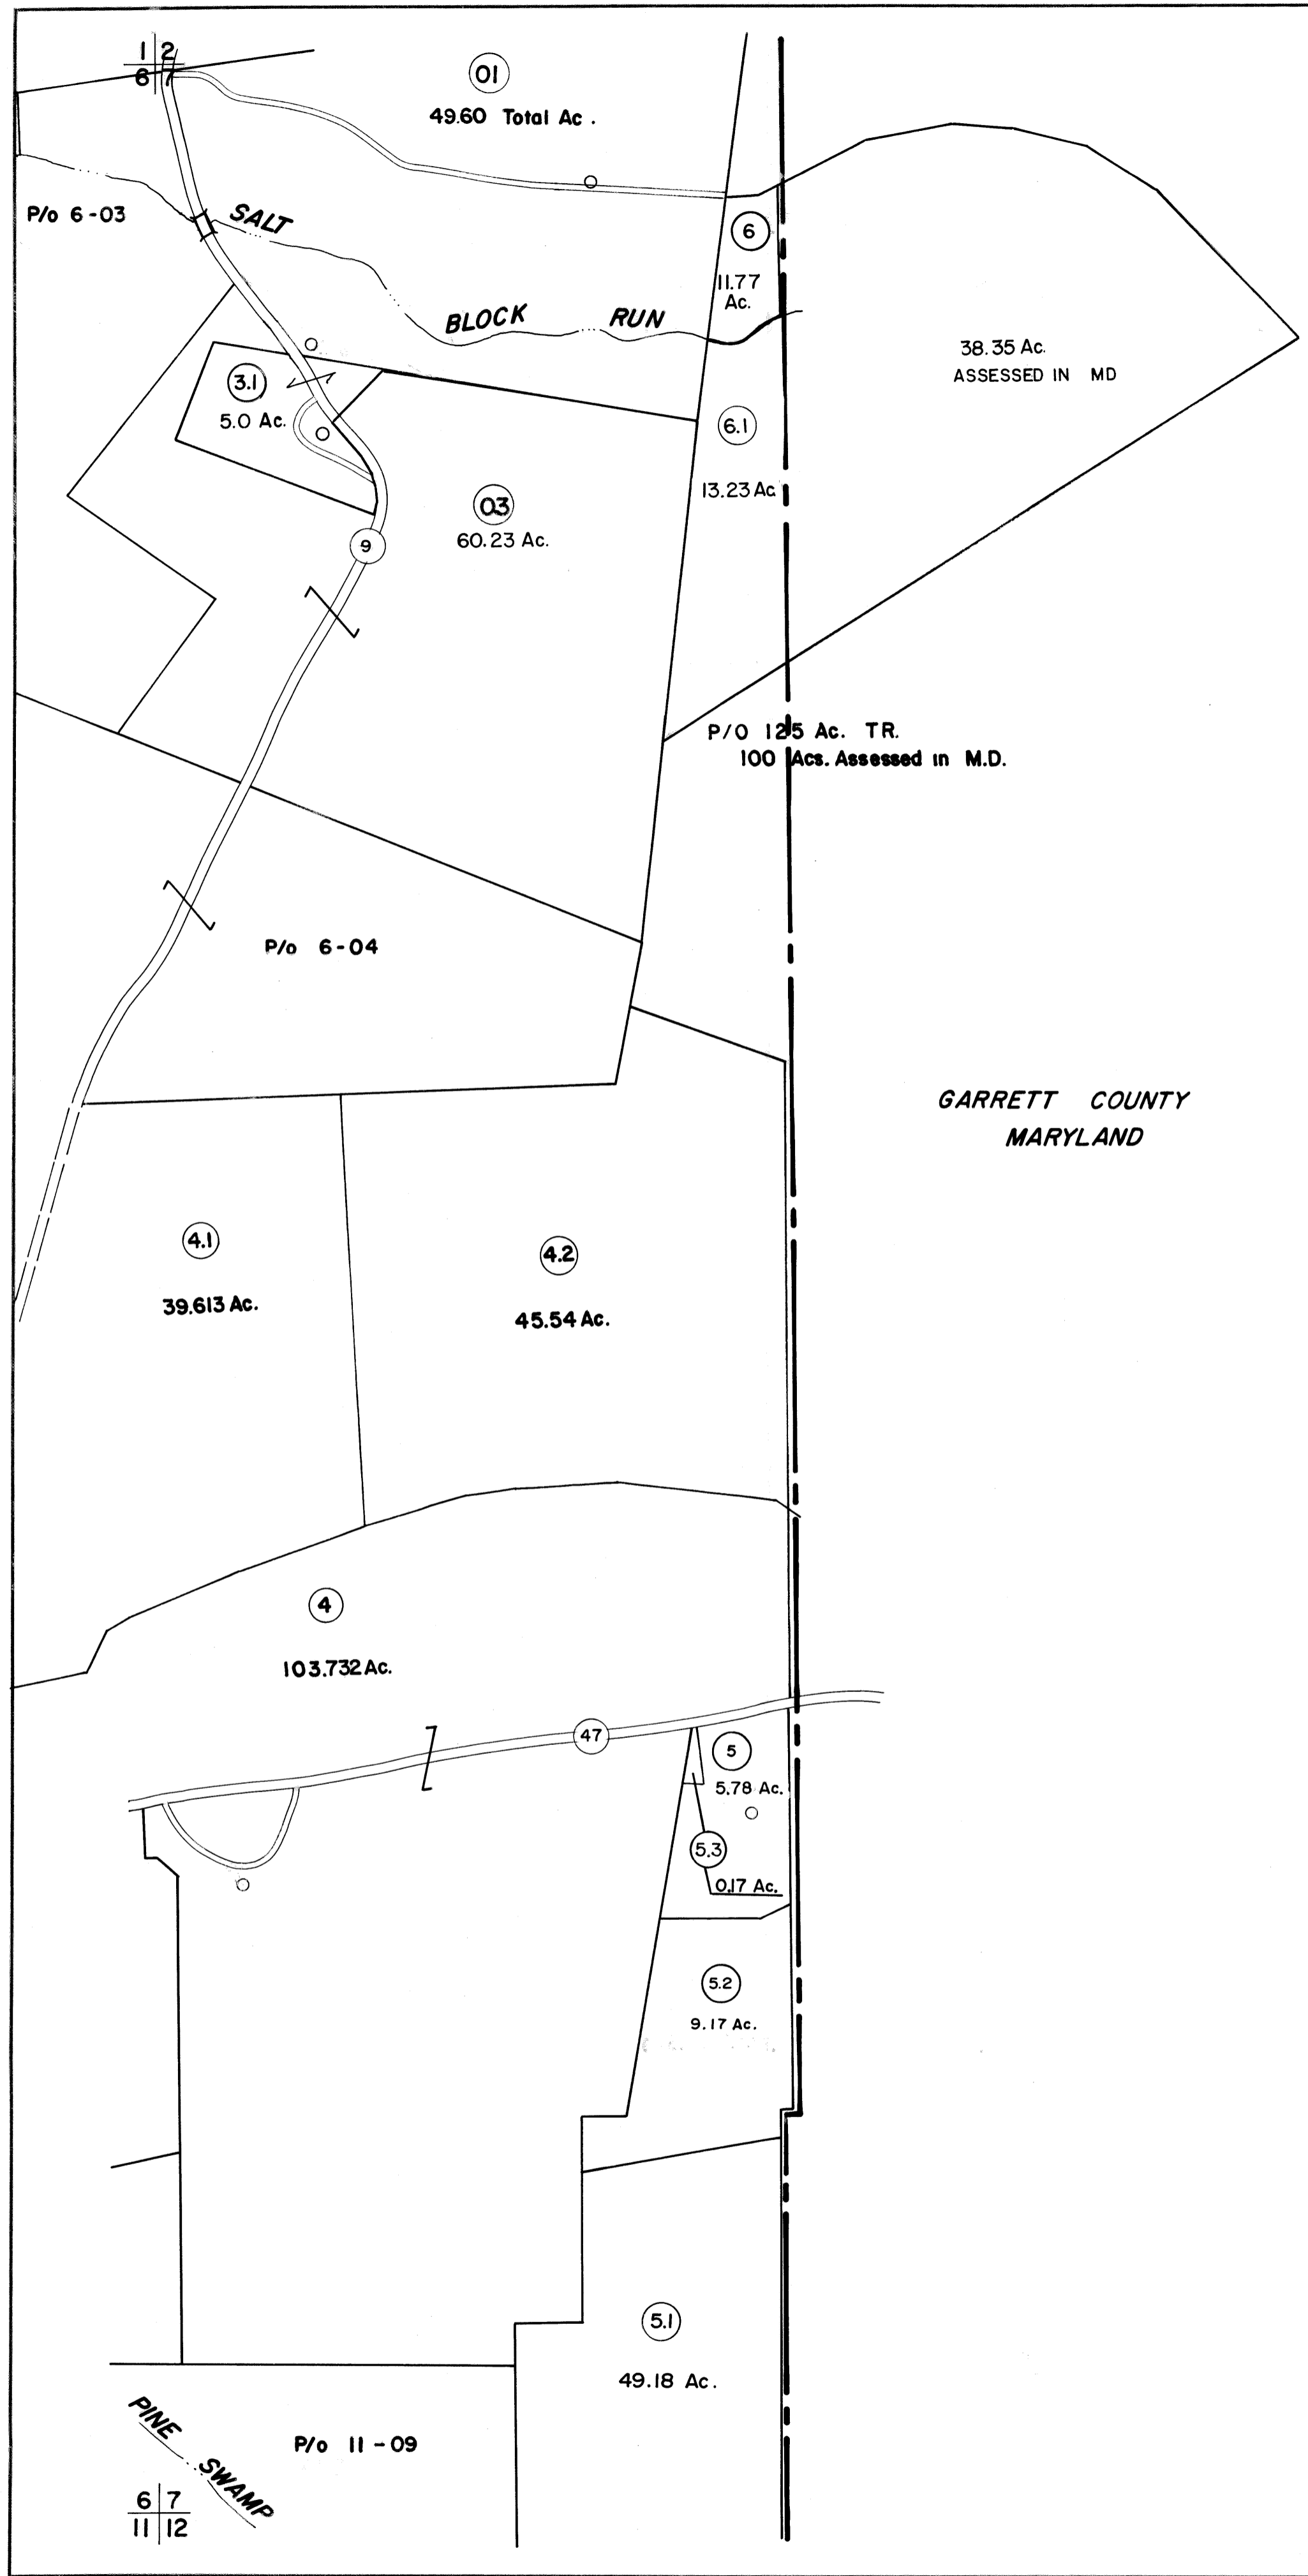 1 2
6 7
01
49.60 Total Ac.
P/o 6-03
SALT
BLOCK RUN
6
11.77
Ac.
38.35 Ac.
ASSESSED IN MD
3.1
5.0 Ac.
6.1
13.23 Ac
03
60.23 Ac.
9
P/O 125 Ac. TR.
100 Acs. Assessed in M.D.
P/o 6-04
GARRETT COUNTY
MARYLAND
4.1
39.613 Ac.
4.2
45.54 Ac.
4
103.732 Ac.
47
5
5.78 Ac.
5.3
0.17 Ac.
5.2
9.17 Ac.
5.1
49.18 Ac.
PINE SWAMP
P/o 11-09
6 7
11 12